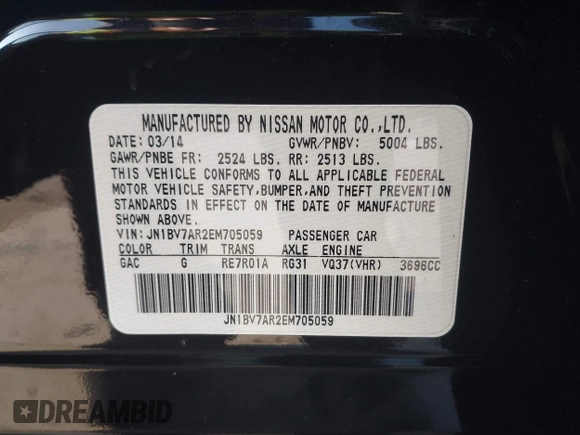 MANUFACTURED BY NISSAN MOTOR CO.,LTD.
DATE: 03/14 GVWR/PNBV: 5004 LBS.
GAWR/PNBE FR: 2524 LBS. RR: 2513 LBS.
THIS VEHICLE CONFORMS TO ALL APPLICABLE FEDERAL
MOTOR VEHICLE SAFETY,BUMPER,AND THEFT PREVENTION
STANDARDS IN EFFECT ON THE DATE OF MANUFACTURE
SHOWN ABOVE.
VIN: JN1BV7AR2EM705059 PASSENGER CAR
COLOR TRIM TRANS AXLE ENGINE
GAC G RE7R01A RG31 VQ37(VHR) 3696CC
JN1BV7AR2EM705059
DREAMBID